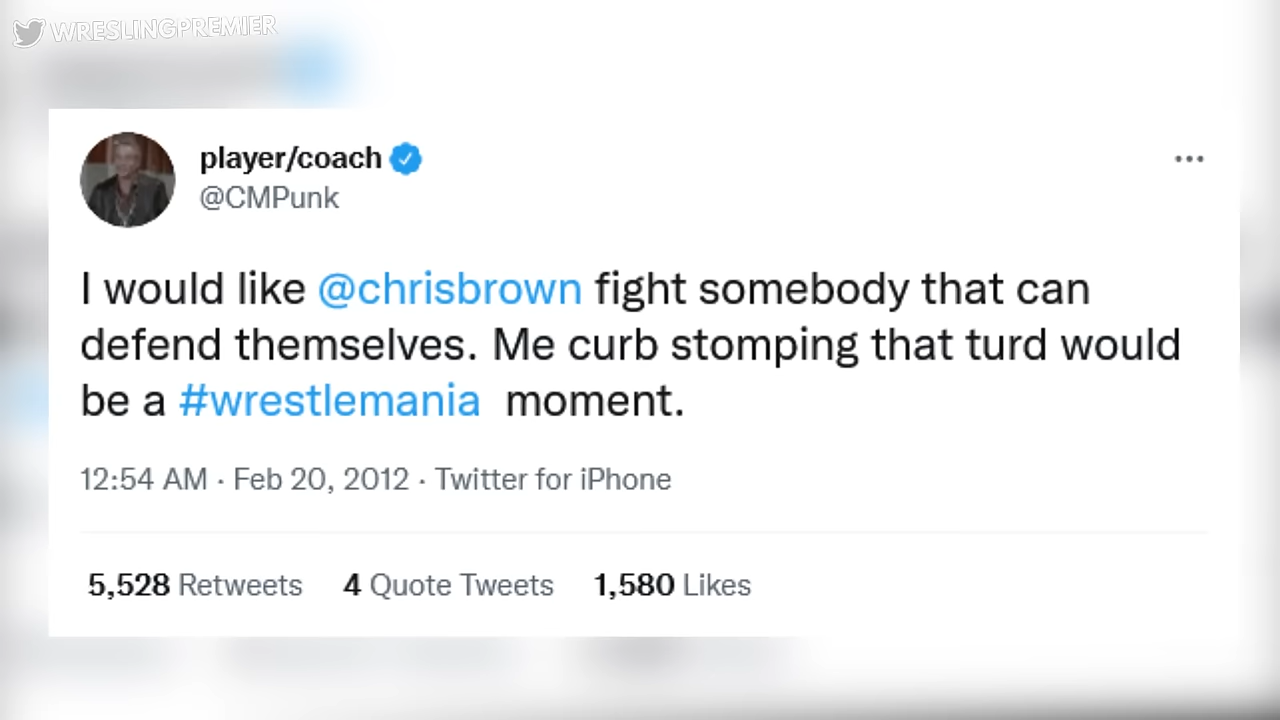 WRESLINGPREMIER
player/coach
@CMPunk
I would like @chrisbrown fight somebody that can
defend themselves. Me curb stomping that turd would
be a #wrestlemania  moment.
12:54 AM · Feb 20, 2012 · Twitter for iPhone
5,528 Retweets 4 Quote Tweets 1,580 Likes